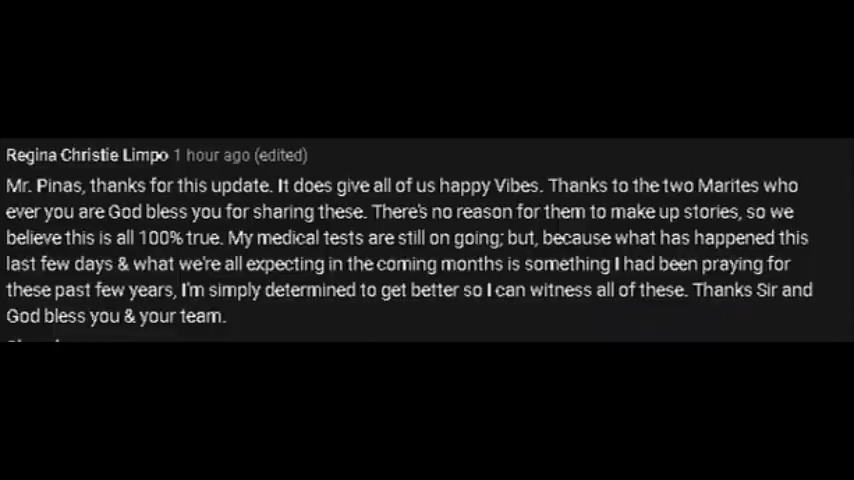 Regina Christie Limpo 1 hour ago (edited)
Mr. Pinas, thanks for this update. It does give all of us happy Vibes. Thanks to the two Marites who
ever you are God bless you for sharing these. There's no reason for them to make up stories, so we
believe this is all 100% true. My medical tests are still on going; but, because what has happened this
last few days & what we're all expecting in the coming months is something I had been praying for
these past few years, I'm simply determined to get better so I can witness all of these. Thanks Sir and
God bless you & your team.